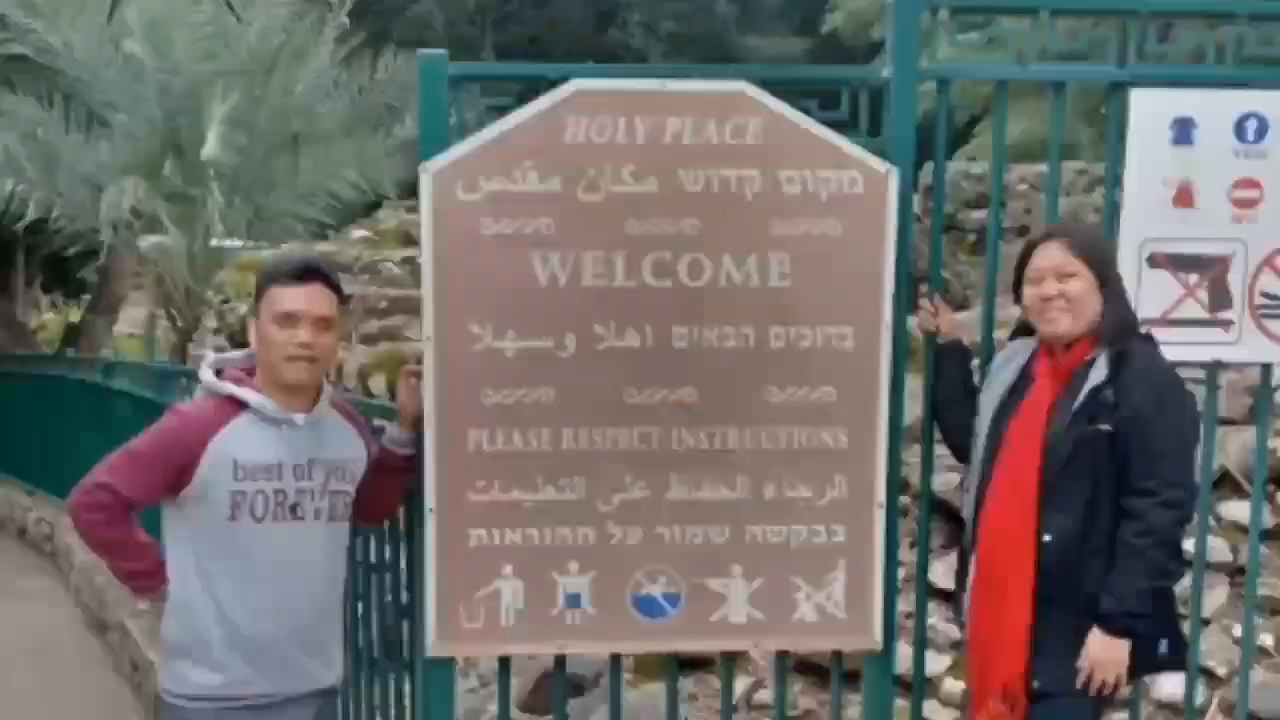 HOLY PLACE
מקום קדוש مكان مقدس
WELCOME
ברוכים הבאים اهلا وسهلا
PLEASE RESPECT INSTRUCTIONS
الرجاء الحفاظ على التعليمات
בבקשה שמור על ההוראות
best of you
FOREVER